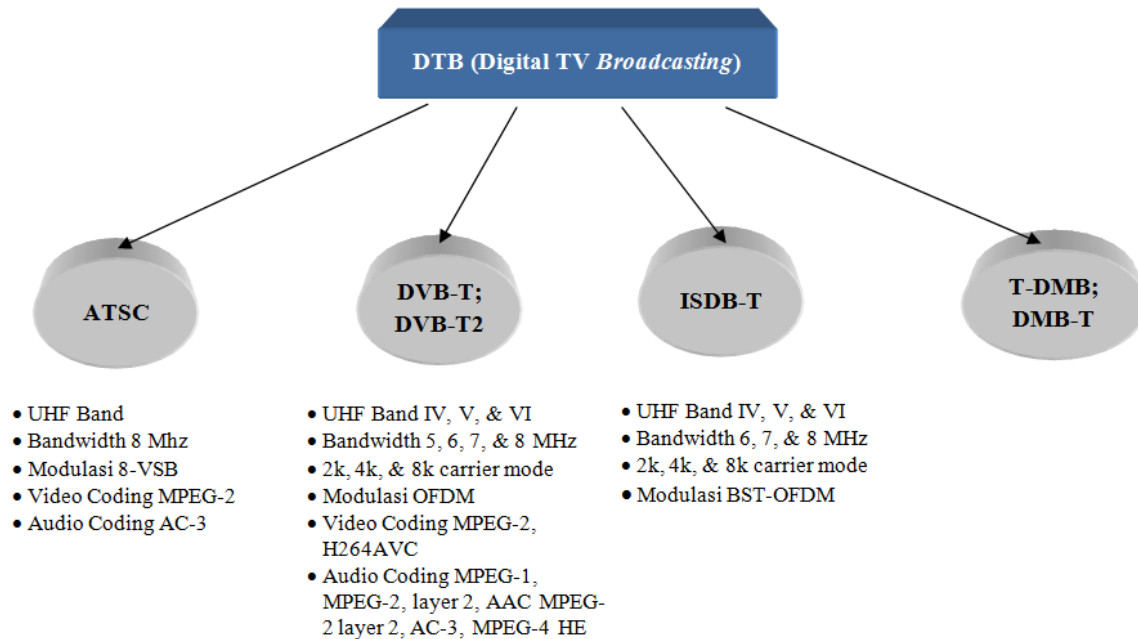 DTB (Digital TV Broadcasting)
ATSC
DVB-T;
DVB-T2
ISDB-T
T-DMB;
DMB-T
• UHF Band
• Bandwidth 8 Mhz
• Modulasi 8-VSB
• Video Coding MPEG-2
• Audio Coding AC-3
• UHF Band IV, V, & VI
• Bandwidth 5, 6, 7, & 8 MHz
• 2k, 4k, & 8k carrier mode
• Modulasi OFDM
• Video Coding MPEG-2,
H264AVC
• Audio Coding MPEG-1,
MPEG-2, layer 2, AAC MPEG-
2 layer 2, AC-3, MPEG-4 HE
• UHF Band IV, V, & VI
• Bandwidth 6, 7, & 8 MHz
• 2k, 4k, & 8k carrier mode
• Modulasi BST-OFDM